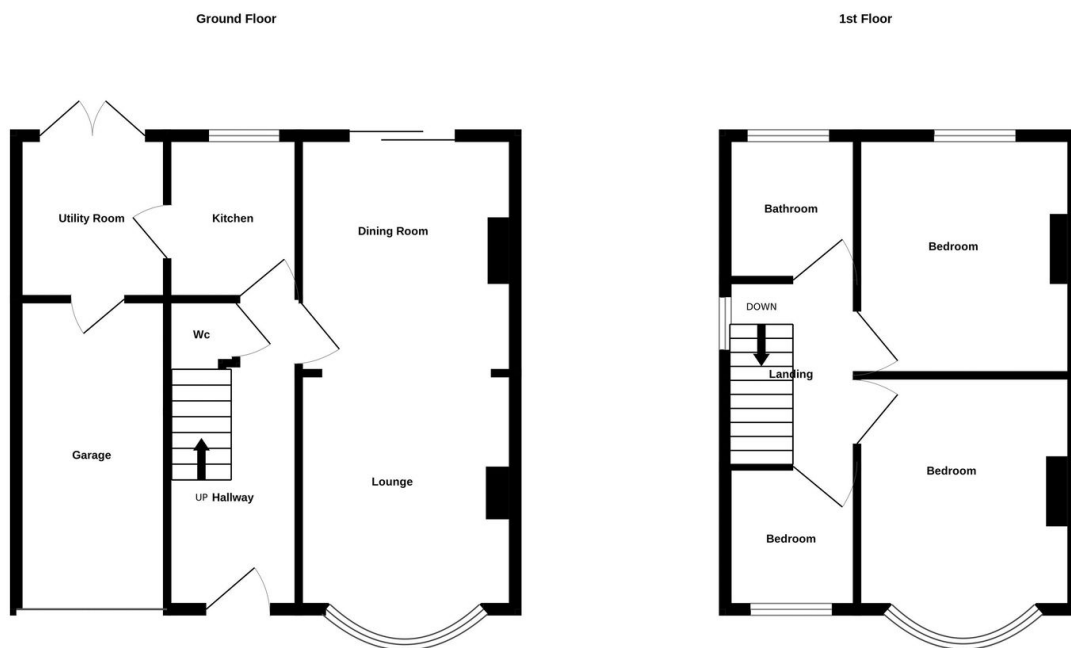 Ground Floor
Utility Room
Kitchen
Dining Room
Wc
Garage
Lounge
UP Hallway
1st Floor
Bathroom
Bedroom
DOWN
Landing
Bedroom
Bedroom